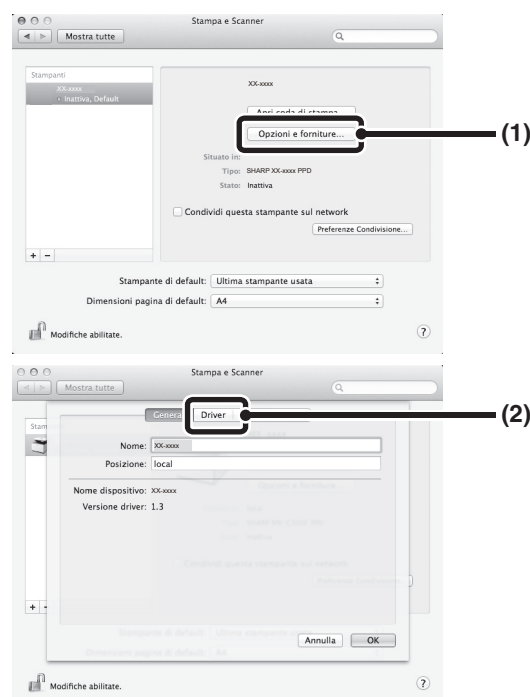 Stampa e Scanner
Mostra tutte
Stampanti
XX-xxxx
Inattiva, Default
XX-xxxx
Apri coda di stampa...
Opzioni e forniture...
(1)
Situato in:
Tipo: SHARP XX-xxxx PPD
Stato: Inattiva
Condividi questa stampante sul network
Preferenze Condivisione...
+ −
Stampante di default: Ultima stampante usata
Dimensioni pagina di default: A4
Modifiche abilitate.
?
Stampa e Scanner
Mostra tutte
Driver
(2)
Nome: XX-xxxx
Posizione: local
Nome dispositivo: XX-xxxx
Versione driver: 1.3
Annulla OK
Modifiche abilitate.
?